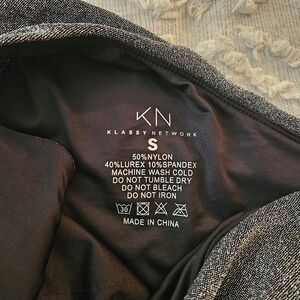 KN
KLASSY NETWORK
S
50%NYLON
40%LUREX 10%SPANDEX
MACHINE WASH COLD
DO NOT TUMBLE DRY
DO NOT BLEACH
DO NOT IRON
30
MADE IN CHINA